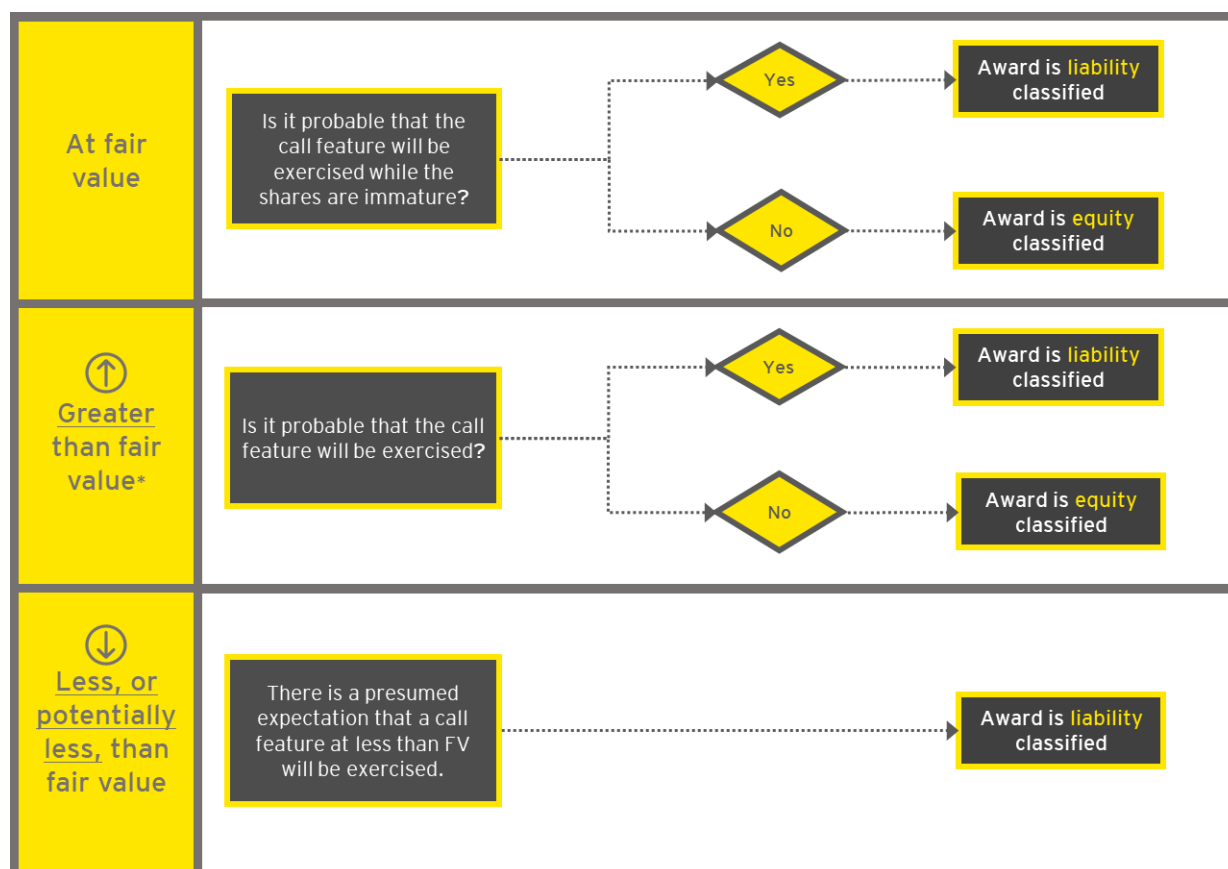 At fair
value
Is it probable that the
call feature will be
exercised while the
shares are immature?
Yes
Award is liability
classified
No
Award is equity
classified
Greater
than fair
value*
Is it probable that the call
feature will be exercised?
Yes
Award is liability
classified
No
Award is equity
classified
Less, or
potentially
less, than
fair value
There is a presumed
expectation that a call
feature at less than FV
will be exercised.
Award is liability
classified